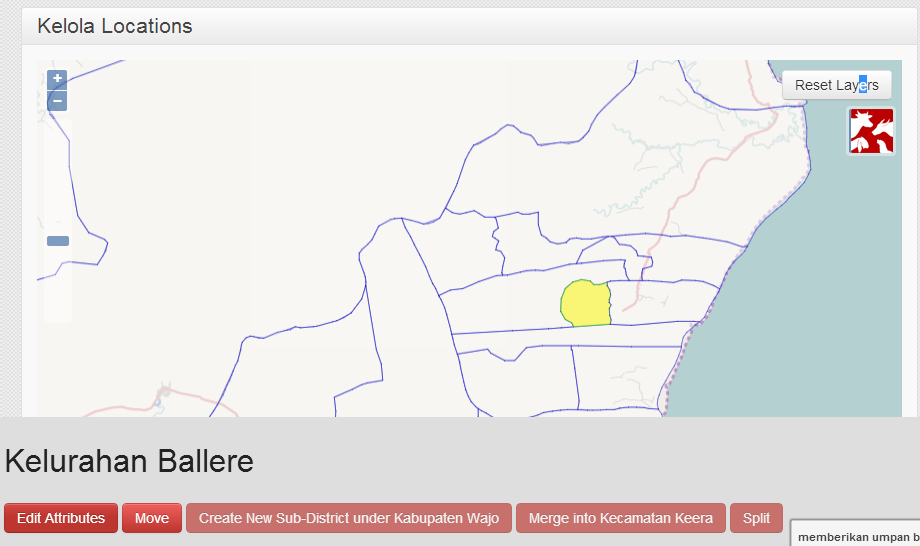 Kelola Locations
+
Reset Layers
−
Kelurahan Ballere
Edit Attributes Move Create New Sub-District under Kabupaten Wajo Merge into Kecamatan Keera Split
memberikan umpan b